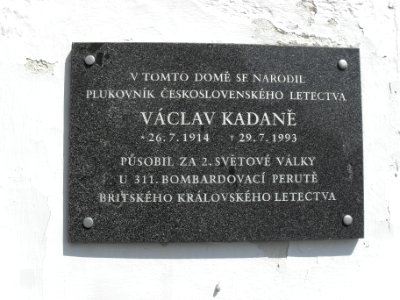 V TOMTO DOMĚ SE NARODIL
PLUKOVNÍK ČESKOSLOVENSKÉHO LETECTVA
VÁCLAV KADANĚ
*26.7.1914 †29.7.1993
PŮSOBIL ZA 2. SVĚTOVÉ VÁLKY
U 311. BOMBARDOVACÍ PERUTĚ
BRITSKÉHO KRÁLOVSKÉHO LETECTVA